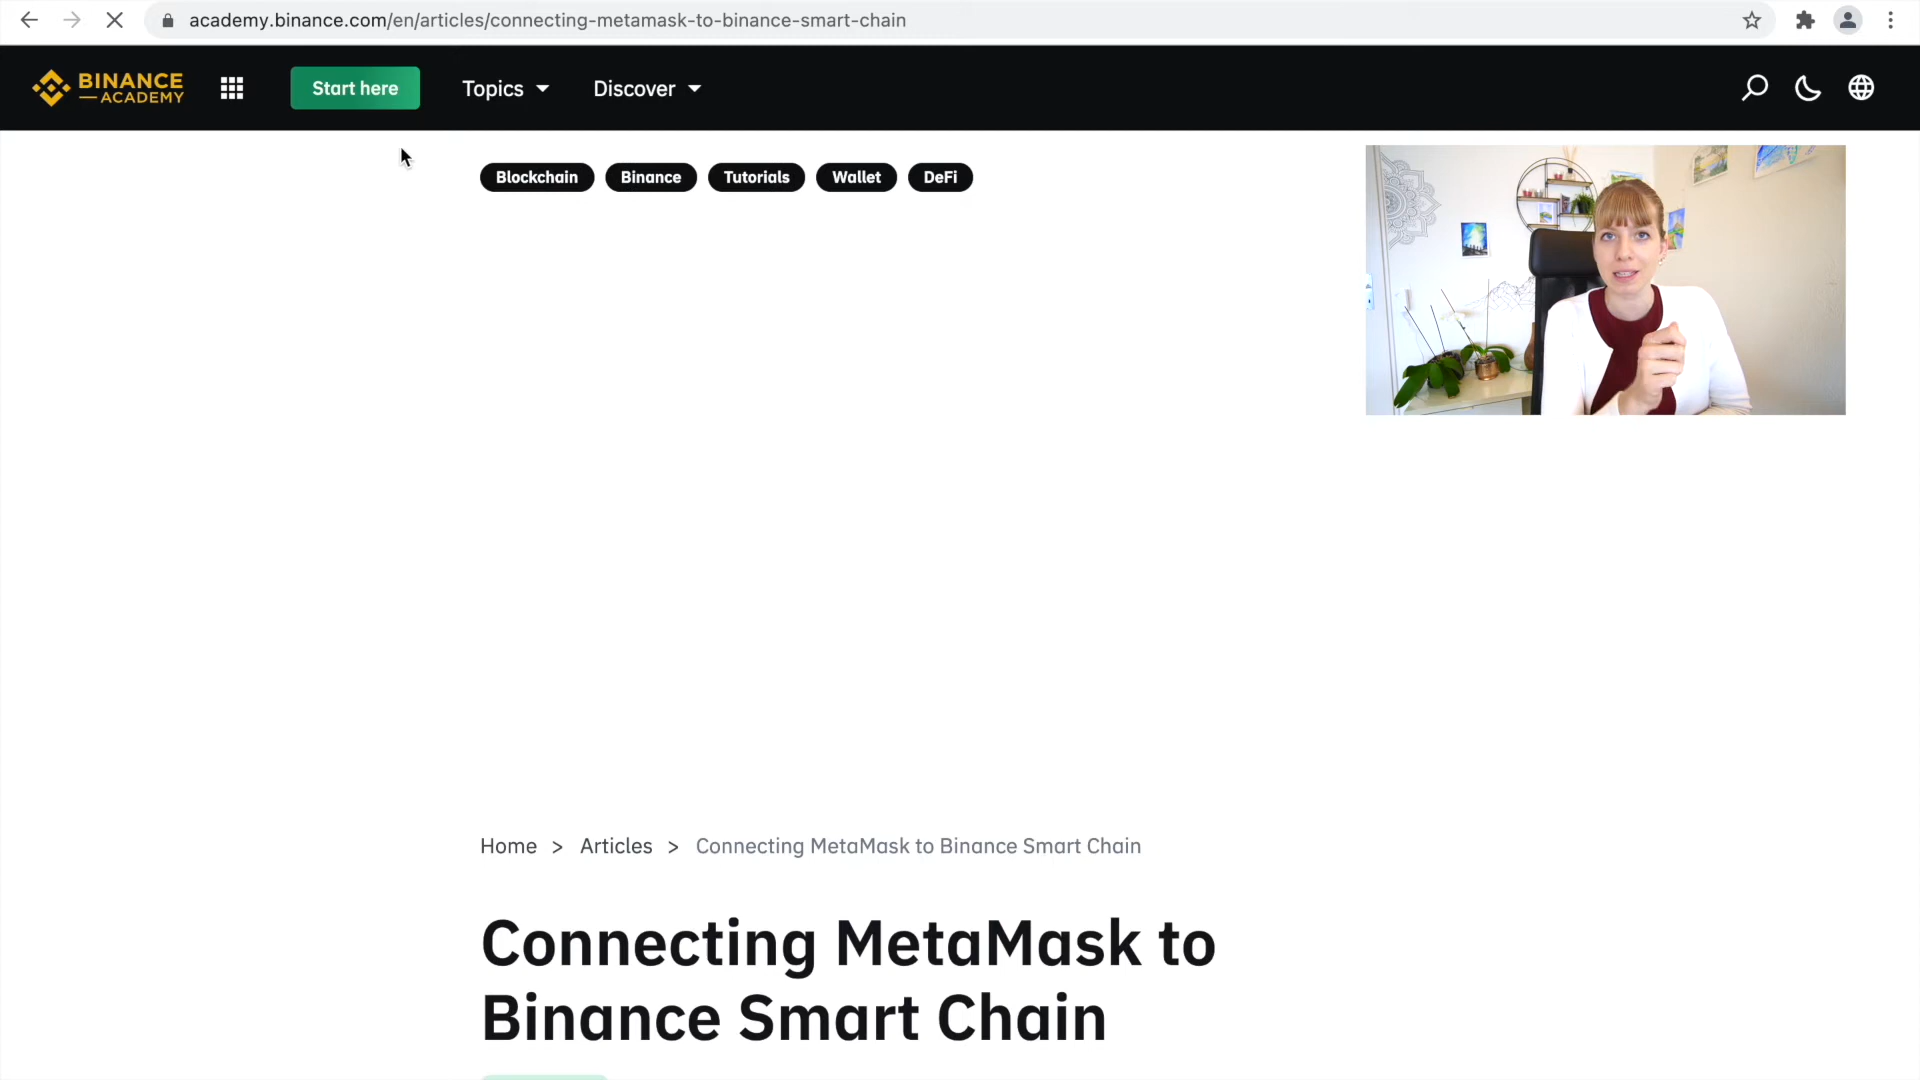 academy.binance.com/en/articles/connecting-metamask-to-binance-smart-chain
BINANCE
ACADEMY
Start here
Topics
Discover
Blockchain
Binance
Tutorials
Wallet
DeFi
Home > Articles > Connecting MetaMask to Binance Smart Chain
Connecting MetaMask to
Binance Smart Chain